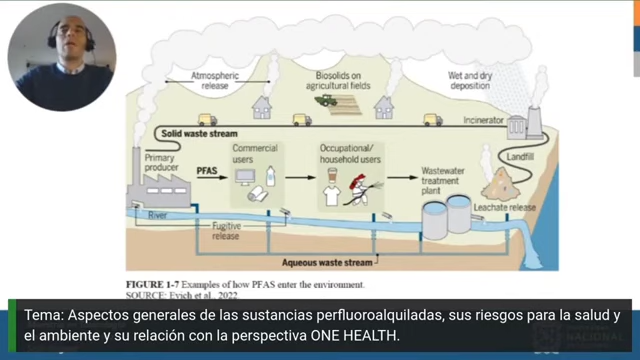 Atmospheric
release
Biosolids on
agricultural fields
Wet and dry
deposition
Incinerator
Solid waste stream
Primary
producer
PFAS
Commercial
users
Occupational/
household users
Wastewater
treatment
plant
Landfill
Leachate release
River
Fugitive
release
Aqueous waste stream
FIGURE 1-7 Examples of how PFAS enter the environment.
SOURCE: Evich et al., 2022.
Tema: Aspectos generales de las sustancias perfluoroalquiladas, sus riesgos para la salud y
el ambiente y su relación con la perspectiva ONE HEALTH.